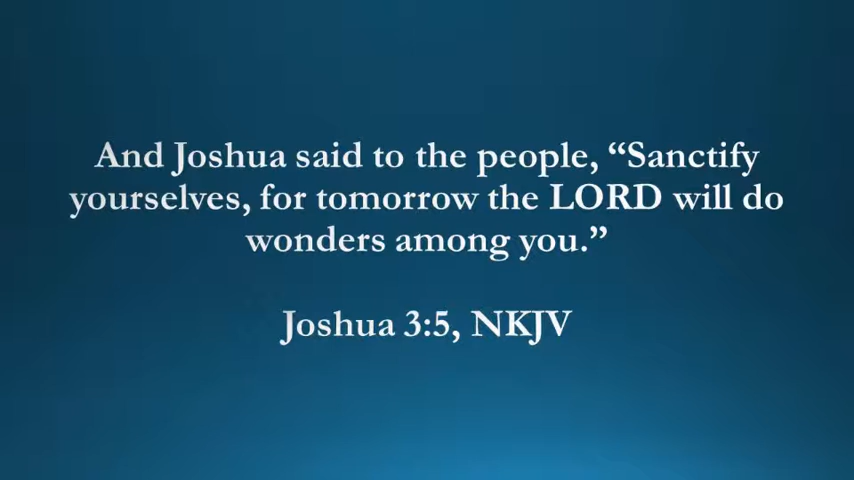 And Joshua said to the people, “Sanctify
yourselves, for tomorrow the LORD will do
wonders among you.”
Joshua 3:5, NKJV